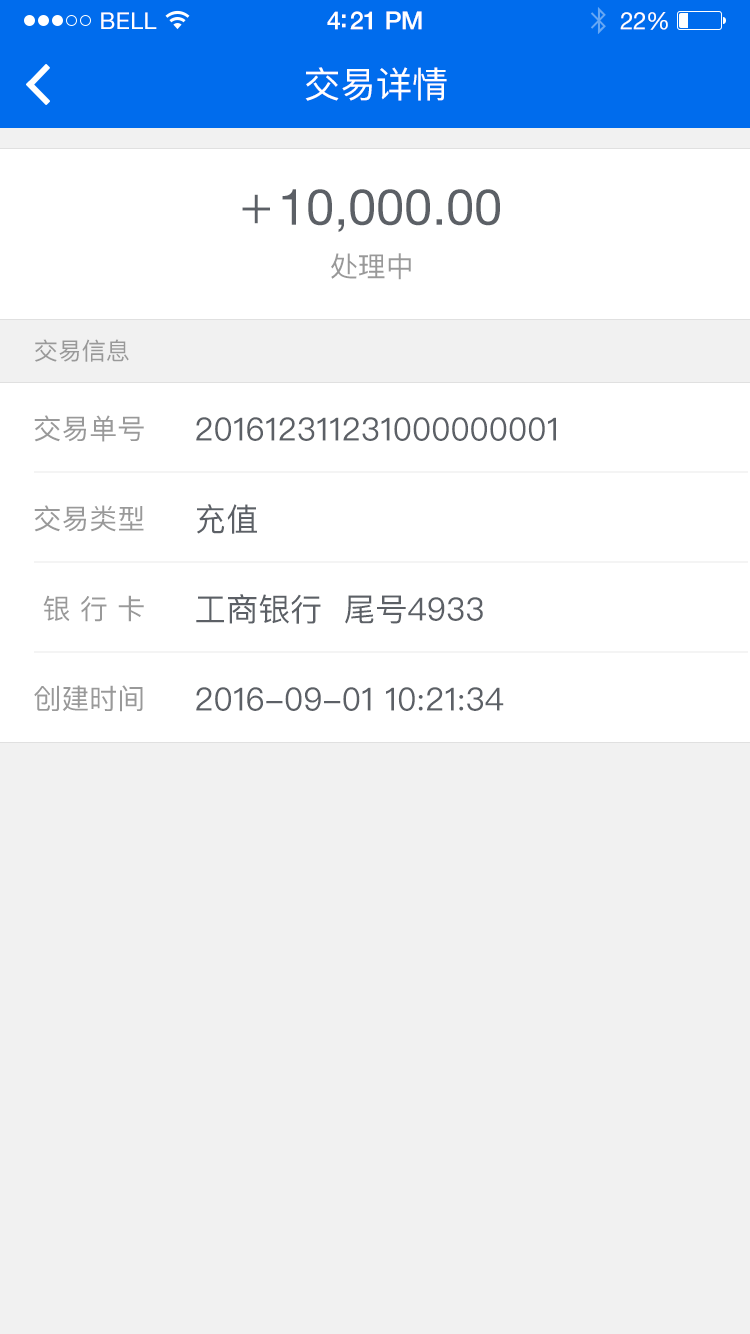 BELL 4:21 PM 22%
交易详情
+10,000.00
处理中
交易信息
交易单号 201612311231000000001
交易类型 充值
银行卡 工商银行 尾号4933
创建时间 2016-09-01 10:21:34